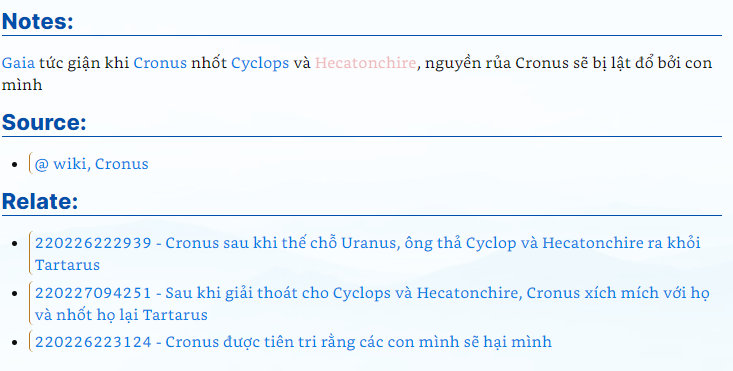 Notes:
Gaia tức giận khi Cronus nhốt Cyclops và Hecatonchire, nguyền rủa Cronus sẽ bị lật đổ bởi con
mình
Source:
@ wiki, Cronus
Relate:
220226222939 - Cronus sau khi thế chỗ Uranus, ông thả Cyclop và Hecatonchire ra khỏi
Tartarus
220227094251 - Sau khi giải thoát cho Cyclops và Hecatonchire, Cronus xích mích với họ
và nhốt họ lại Tartarus
220226223124 - Cronus được tiên tri rằng các con mình sẽ hại mình